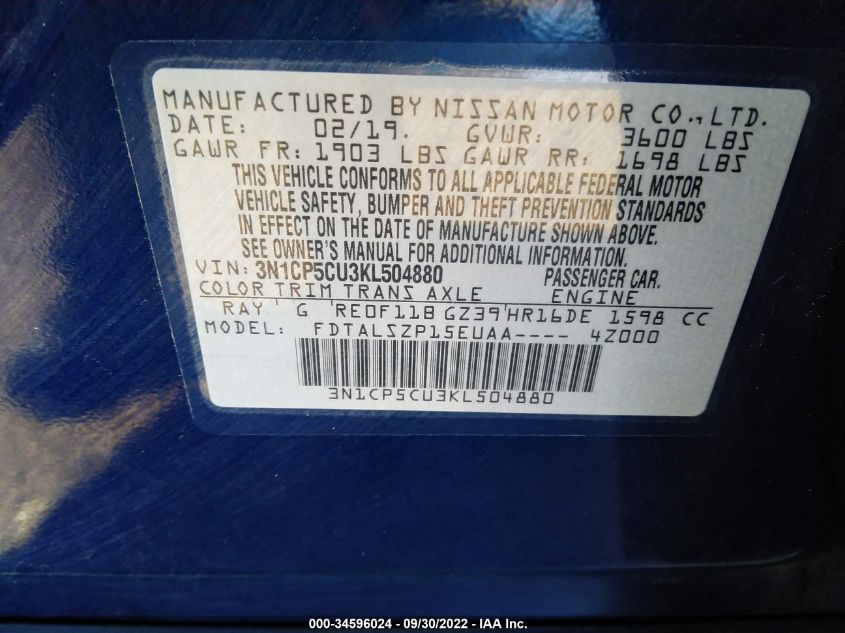 MANUFACTURED BY NISSAN MOTOR CO., LTD.
DATE: 02/19. GVWR: 3600 LBS
GAWR FR: 1903 LBS GAWR RR: 1698 LBS
THIS VEHICLE CONFORMS TO ALL APPLICABLE FEDERAL MOTOR
VEHICLE SAFETY, BUMPER AND THEFT PREVENTION STANDARDS
IN EFFECT ON THE DATE OF MANUFACTURE SHOWN ABOVE.
SEE OWNER'S MANUAL FOR ADDITIONAL INFORMATION.
VIN: 3N1CP5CU3KL504880 PASSENGER CAR.
COLOR TRIM TRANS AXLE ENGINE
RAY ' G 'RE0F11B GZ39'HR16DE 1598 CC
MODEL: FDTALSZP15EUAA---- 4Z000
3N1CP5CU3KL504880
000-34596024 - 09/30/2022 - IAA Inc.